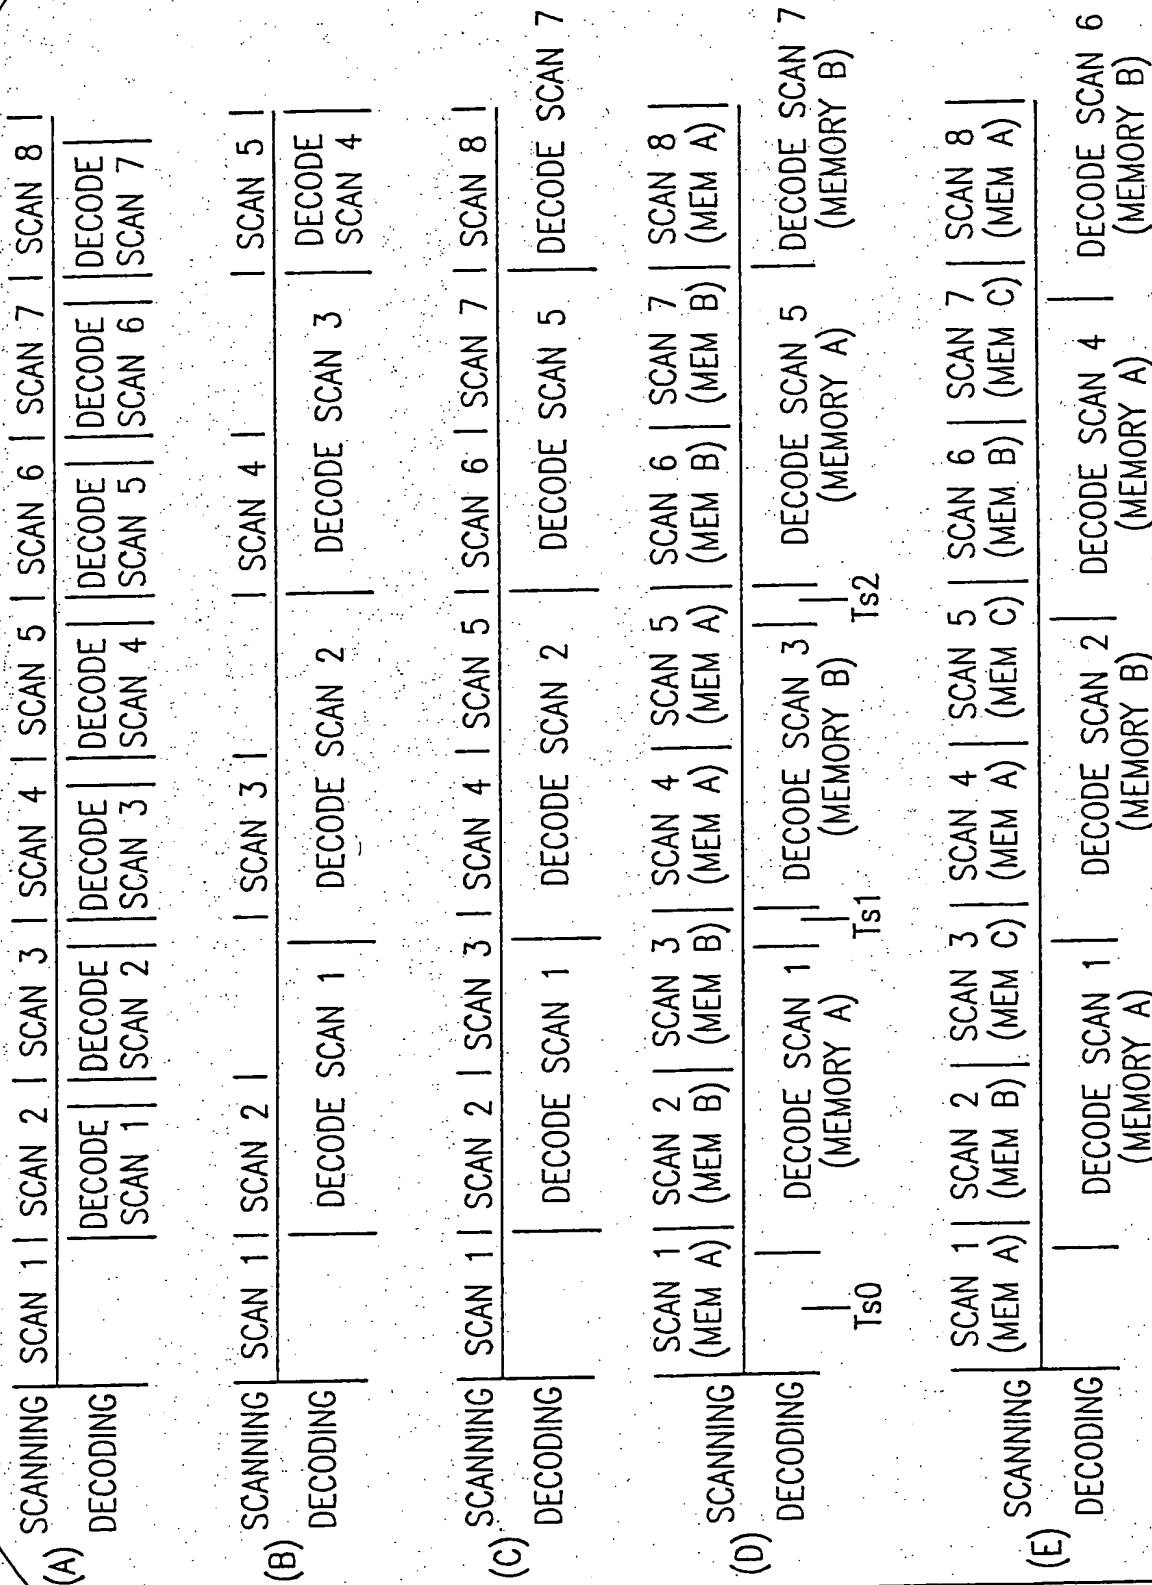 (A) SCANNING | SCAN 1 | SCAN 2 | SCAN 3 | SCAN 4 | SCAN 5 | SCAN 6 | SCAN 7 | SCAN 8 |
DECODING | DECODE | DECODE | DECODE | DECODE | DECODE | DECODE | DECODE |
SCAN 1 | SCAN 2 | SCAN 3 | SCAN 4 | SCAN 5 | SCAN 6 | SCAN 7 |
(B) SCANNING | SCAN 1 | SCAN 2 | | SCAN 3 | | SCAN 4 | | SCAN 5 |
DECODING | DECODE SCAN 1 | DECODE SCAN 2 | DECODE SCAN 3 | DECODE
SCAN 4
(C) SCANNING | SCAN 1 | SCAN 2 | SCAN 3 | SCAN 4 | SCAN 5 | SCAN 6 | SCAN 7 | SCAN 8 |
DECODING | DECODE SCAN 1 | DECODE SCAN 2 | DECODE SCAN 5 | DECODE SCAN 7
(D) SCANNING | SCAN 1 | SCAN 2 | SCAN 3 | SCAN 4 | SCAN 5 | SCAN 6 | SCAN 7 | SCAN 8 |
(MEM A) | (MEM B) | (MEM B) | (MEM A) | (MEM A) | (MEM B) | (MEM B) | (MEM A)
DECODING | DECODE SCAN 1 | DECODE SCAN 3 | DECODE SCAN 5 | DECODE SCAN 7
(MEMORY A) (MEMORY B) (MEMORY A) (MEMORY B)
Ts0 Ts1 Ts2
(E) SCANNING | SCAN 1 | SCAN 2 | SCAN 3 | SCAN 4 | SCAN 5 | SCAN 6 | SCAN 7 | SCAN 8 |
(MEM A) | (MEM B) | (MEM C) | (MEM A) | (MEM C) | (MEM B) | (MEM C) | (MEM A)
DECODING | DECODE SCAN 1 | DECODE SCAN 2 | DECODE SCAN 4 | DECODE SCAN 6
(MEMORY A) (MEMORY B) (MEMORY A) (MEMORY B)